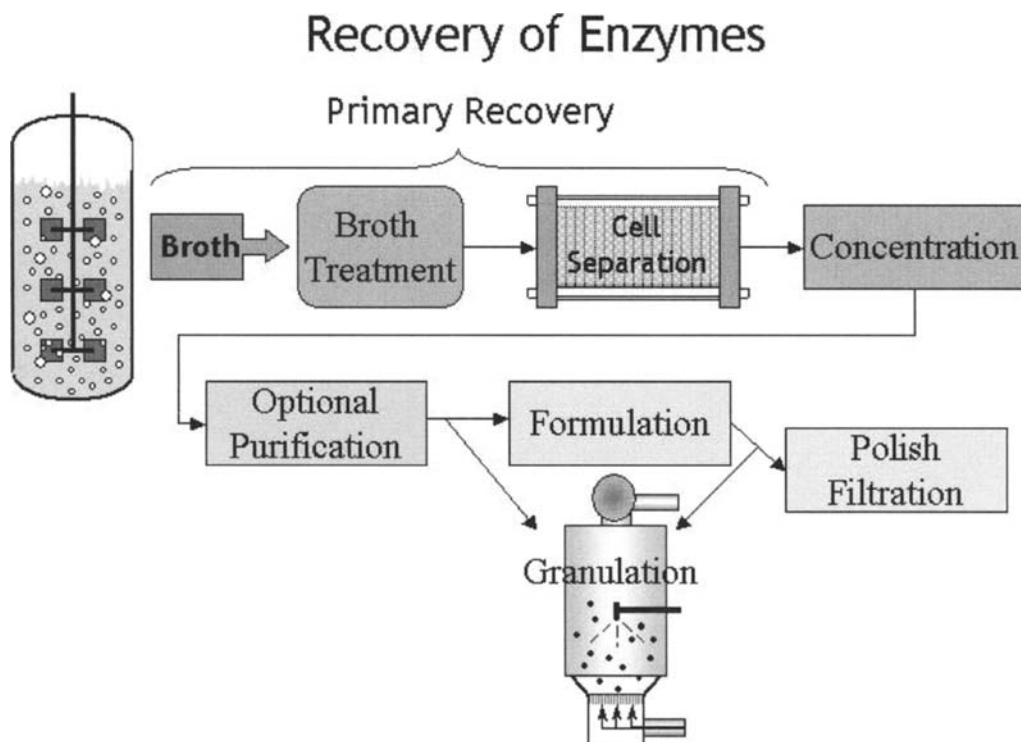 Recovery of Enzymes
Primary Recovery
Broth
Broth
Treatment
Cell
Separation
Concentration
Optional
Purification
Formulation
Polish
Filtration
Granulation